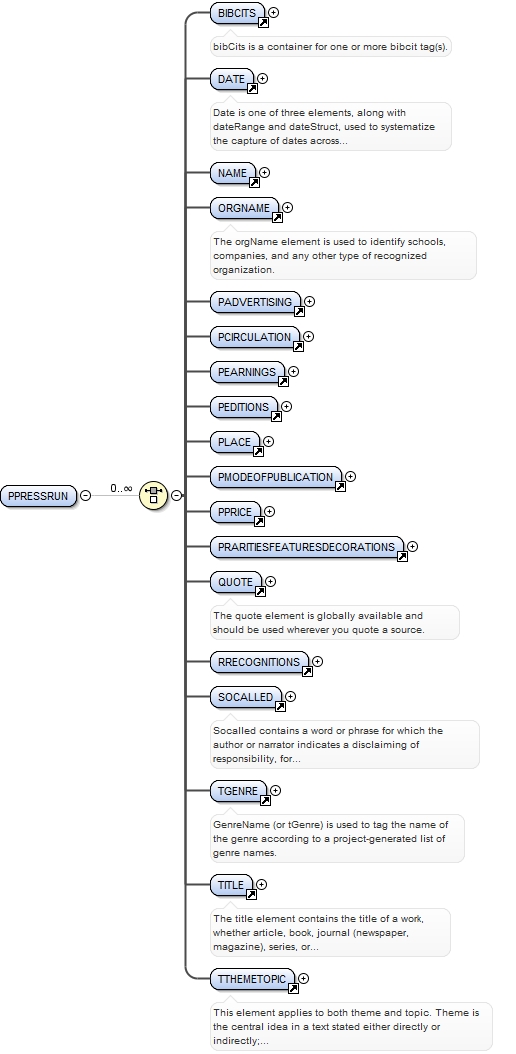 BIBCITS
bibCits is a container for one or more bibcit tag(s).
DATE
Date is one of three elements, along with
dateRange and dateStruct, used to systematize
the capture of dates across...
NAME
ORGNAME
The orgName element is used to identify schools,
companies, and any other type of recognized
organization.
PADVERTISING
PCIRCULATION
PEARNINGS
PEDITIONS
PLACE
PMODEOFPUBLICATION
PPRESSRUN
0..∞
PPRICE
PRARITIESFEATURESDECORATIONS
QUOTE
The quote element is globally available and
should be used wherever you quote a source.
RRECOGNITIONS
SOCALLED
Socalled contains a word or phrase for which the
author or narrator indicates a disclaiming of
responsibility, for...
TGENRE
GenreName (or tGenre) is used to tag the name of
the genre according to a project-generated list of
genre names.
TITLE
The title element contains the title of a work,
whether article, book, journal (newspaper,
magazine), series, or...
TTHEMETOPIC
This element applies to both theme and topic. Theme is
the central idea in a text stated either directly or
indirectly;...